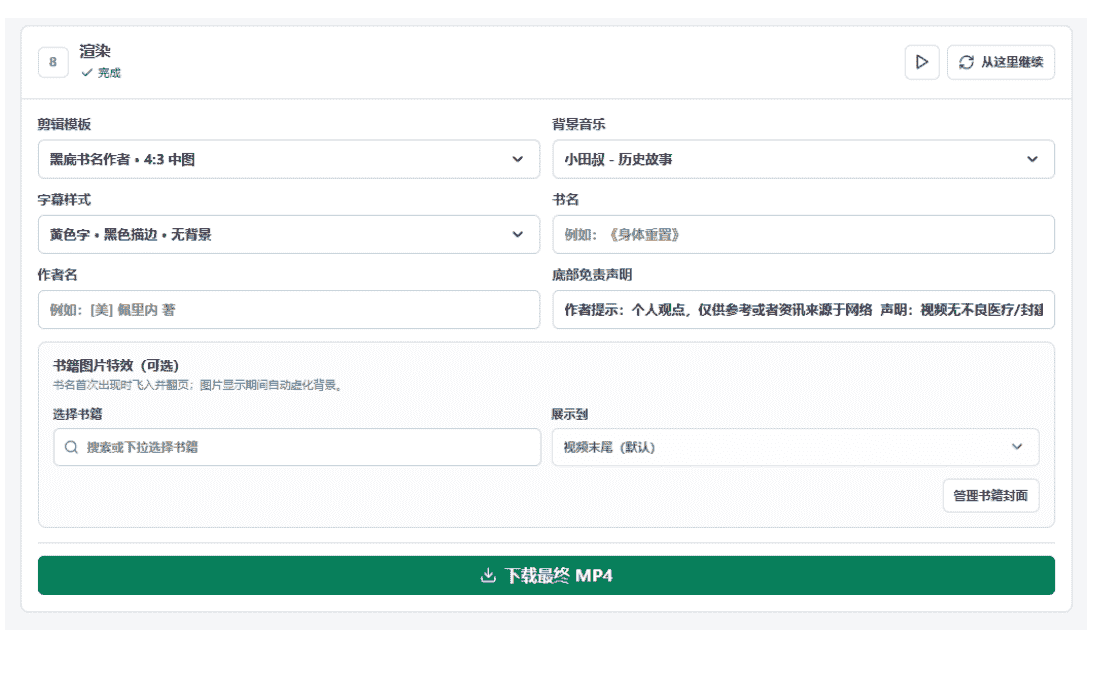 8
渲染
完成
从这里继续
剪辑模板
背景音乐
黑底书名作者 • 4:3 中图
小田叔 - 历史故事
字幕样式
书名
黄色字 • 黑色描边 • 无背景
例如：《身体重置》
作者名
底部免责声明
例如：[美] 佩里内 著
作者提示：个人观点，仅供参考或者资讯来源于网络 声明：视频无不良医疗/封建
书籍图片特效（可选）
书名首次出现时飞入并翻页；图片显示期间自动虚化背景。
选择书籍
展示到
搜索或下拉选择书籍
视频末尾（默认）
管理书籍封面
下载最终 MP4